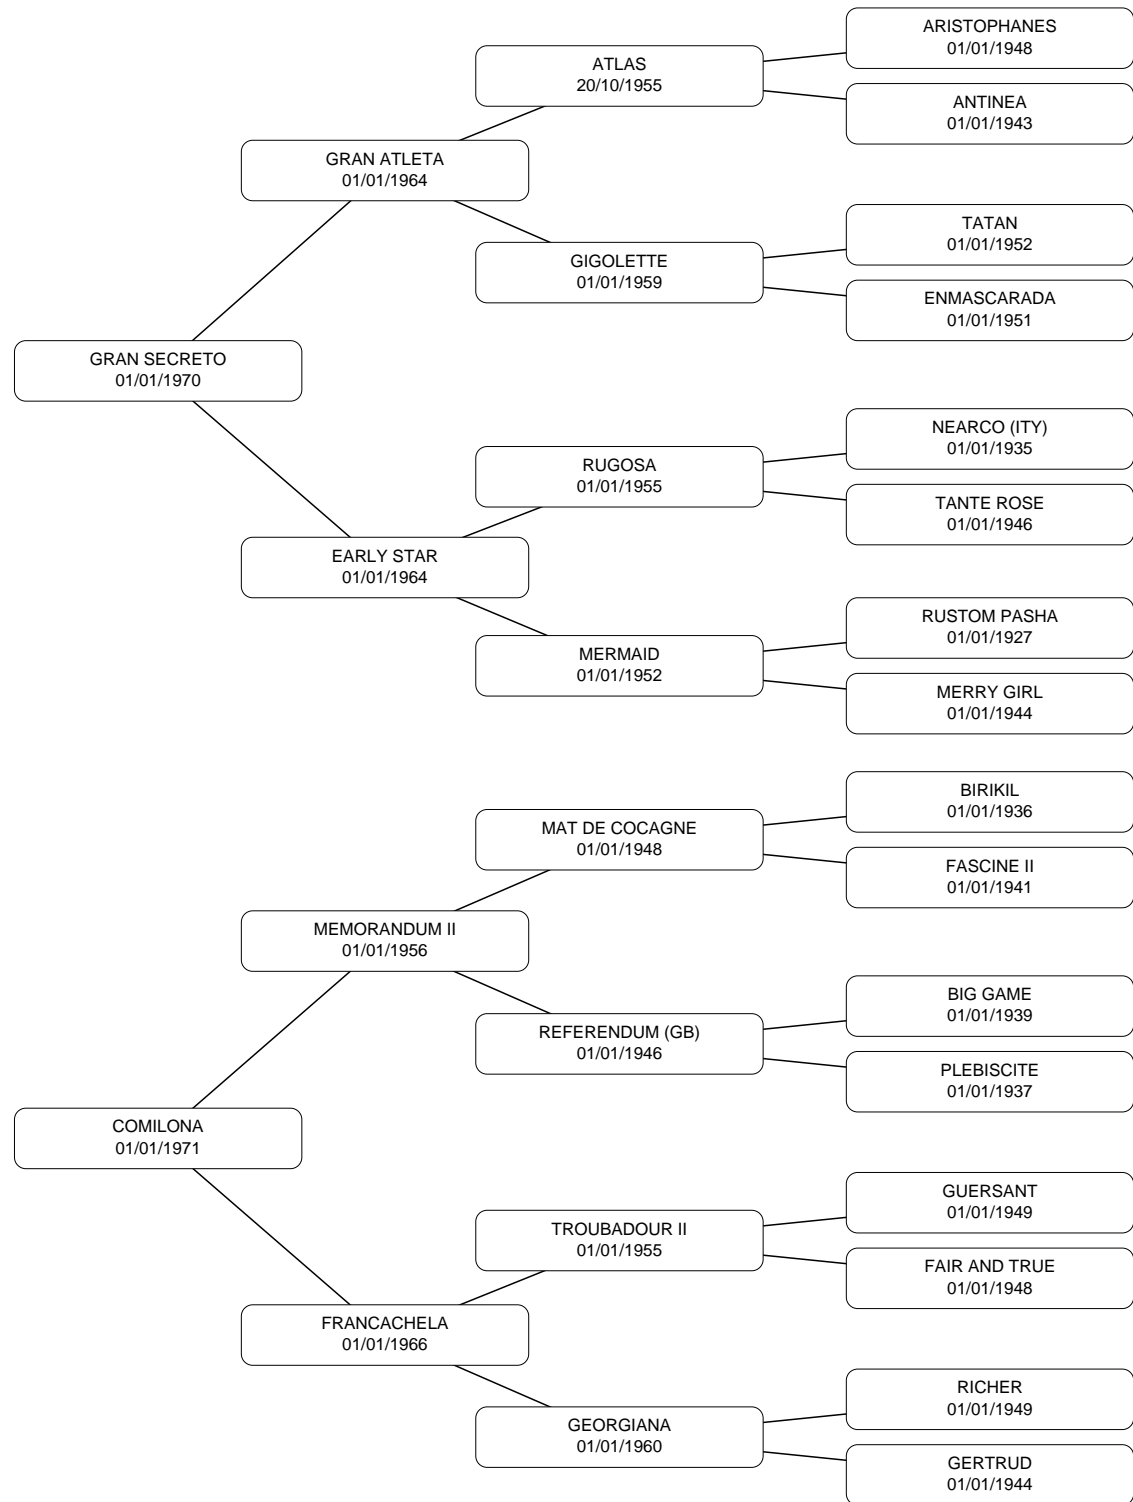 ARISTOPHANES
01/01/1948
ATLAS
20/10/1955
ANTINEA
01/01/1943
GRAN ATLETA
01/01/1964
TATAN
01/01/1952
GIGOLETTE
01/01/1959
ENMASCARADA
01/01/1951
GRAN SECRETO
01/01/1970
NEARCO (ITY)
01/01/1935
RUGOSA
01/01/1955
TANTE ROSE
01/01/1946
EARLY STAR
01/01/1964
RUSTOM PASHA
01/01/1927
MERMAID
01/01/1952
MERRY GIRL
01/01/1944
BIRIKIL
01/01/1936
MAT DE COCAGNE
01/01/1948
FASCINE II
01/01/1941
MEMORANDUM II
01/01/1956
BIG GAME
01/01/1939
REFERENDUM (GB)
01/01/1946
PLEBISCITE
01/01/1937
COMILONA
01/01/1971
GUERSANT
01/01/1949
TROUBADOUR II
01/01/1955
FAIR AND TRUE
01/01/1948
FRANCACHELA
01/01/1966
RICHER
01/01/1949
GEORGIANA
01/01/1960
GERTRUD
01/01/1944